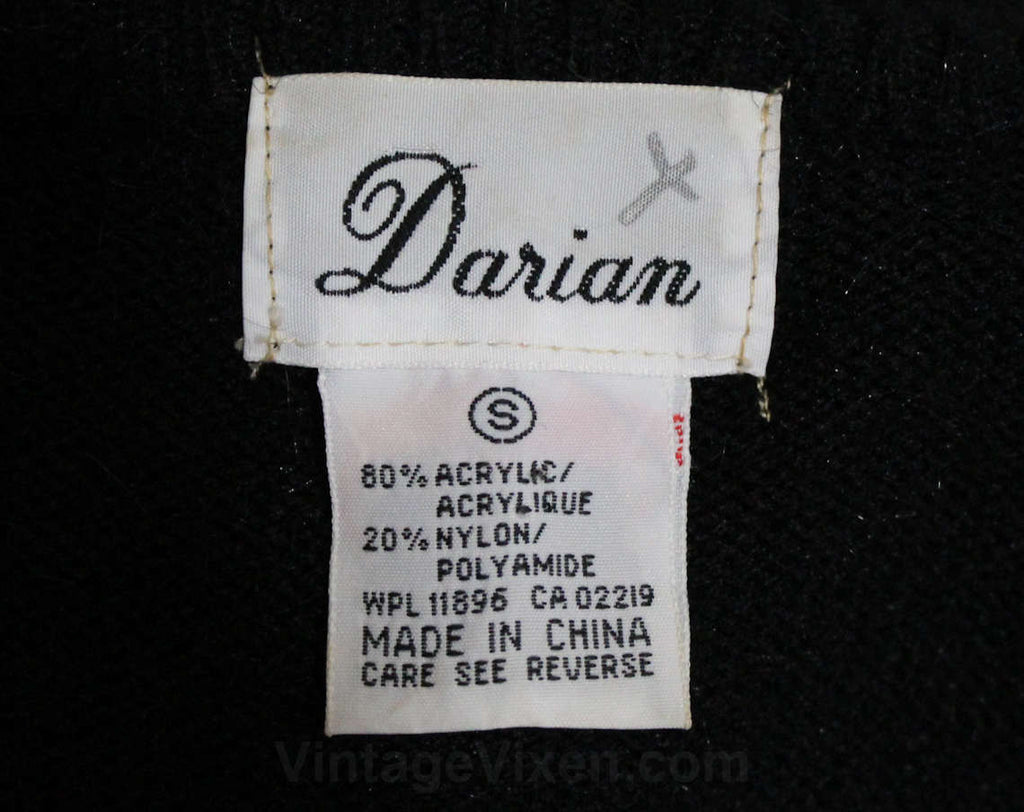 Darian
S
80% ACRYLIC/
ACRYLIQUE
20% NYLON/
POLYAMIDE
WPL 11896 CA 02219
MADE IN CHINA
CARE SEE REVERSE
VintageVixen.com